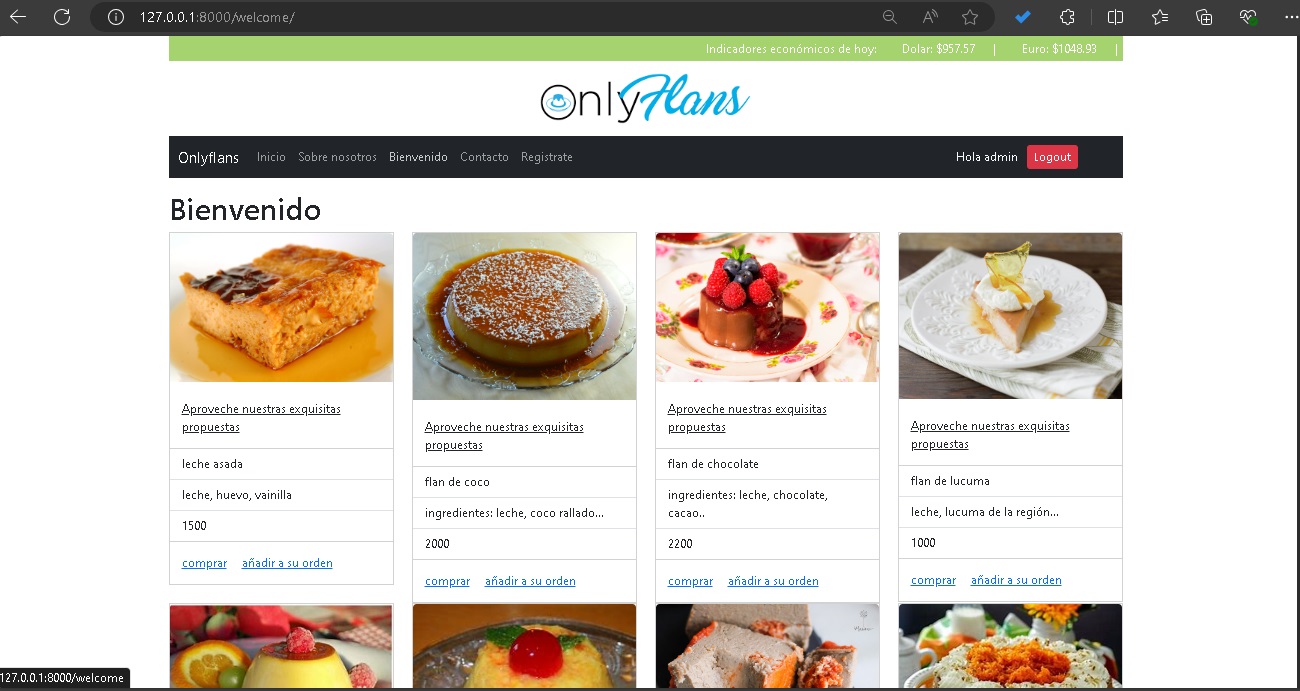 127.0.0.1:8000/welcome/
Indicadores económicos de hoy: Dolar: $957.57 | Euro: $1048.93 |
OnlyFlans
Onlyflans Inicio Sobre nosotros Bienvenido Contacto Registrate Hola admin Logout
Bienvenido
Aproveche nuestras exquisitas
propuestas
leche asada
leche, huevo, vainilla
1500
comprar añadir a su orden
Aproveche nuestras exquisitas
propuestas
flan de coco
ingredientes: leche, coco rallado...
2000
comprar añadir a su orden
Aproveche nuestras exquisitas
propuestas
flan de chocolate
ingredientes: leche, chocolate,
cacao..
2200
comprar añadir a su orden
Aproveche nuestras exquisitas
propuestas
flan de lucuma
leche, lucuma de la región...
1000
comprar añadir a su orden
127.0.0.1:8000/welcome